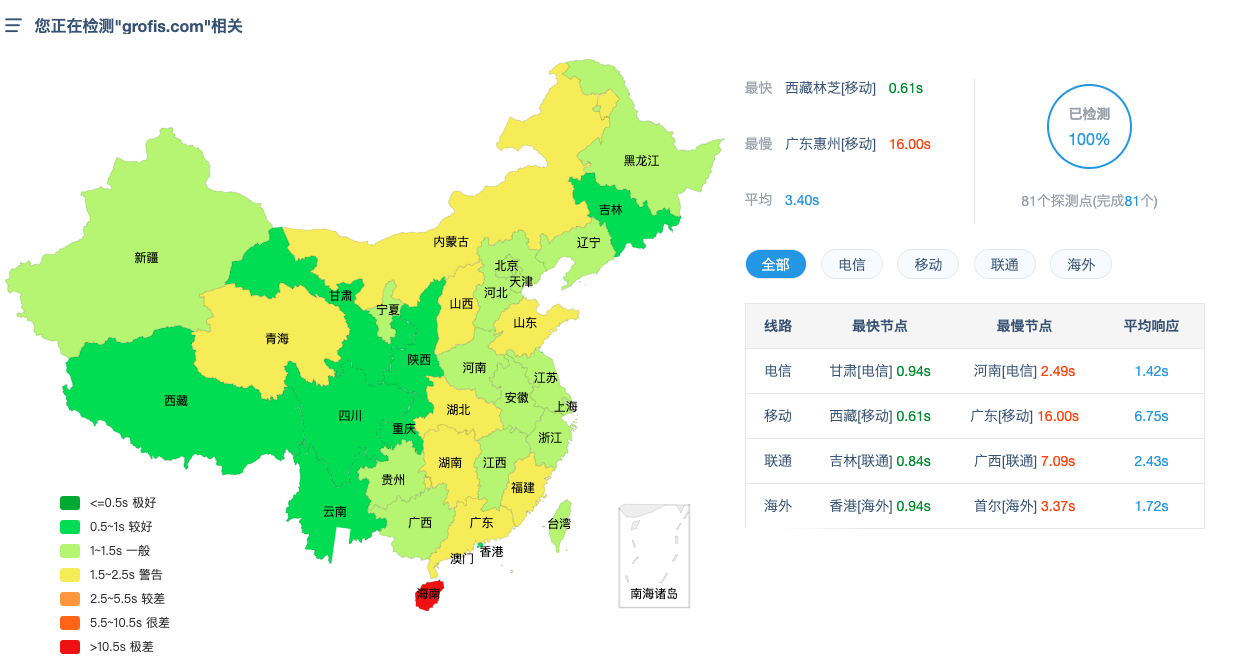 您正在检测"grofis.com"相关
黑龙江
吉林
辽宁
内蒙古
北京
天津
河北
新疆
甘肃
宁夏
山西
山东
青海
陕西
河南
江苏
安徽
上海
西藏
四川
湖北
重庆
浙江
湖南
江西
贵州
福建
云南
广西
广东
台湾
香港
澳门
海南
南海诸岛
<=0.5s 极好
0.5~1s 较好
1~1.5s 一般
1.5~2.5s 警告
2.5~5.5s 较差
5.5~10.5s 很差
>10.5s 极差
最快 西藏林芝[移动] 0.61s
最慢 广东惠州[移动] 16.00s
平均 3.40s
已检测
100%
81个探测点(完成81个)
全部 电信 移动 联通 海外
线路 最快节点 最慢节点 平均响应
电信 甘肃[电信] 0.94s 河南[电信] 2.49s 1.42s
移动 西藏[移动] 0.61s 广东[移动] 16.00s 6.75s
联通 吉林[联通] 0.84s 广西[联通] 7.09s 2.43s
海外 香港[海外] 0.94s 首尔[海外] 3.37s 1.72s